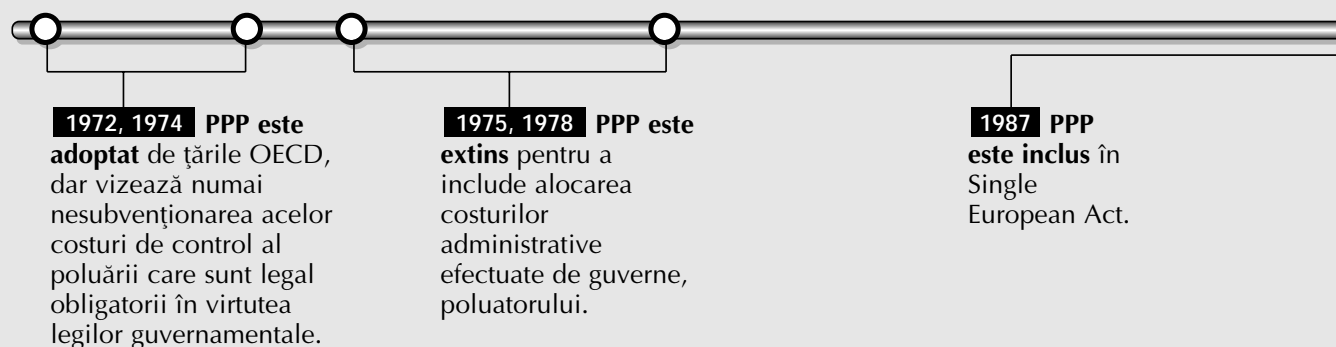 1972, 1974 PPP este
adoptat de ţările OECD,
dar vizează numai
nesubvenţionarea acelor
costuri de control al
poluării care sunt legal
obligatorii în virtutea
legilor guvernamentale.
1975, 1978 PPP este
extins pentru a
include alocarea
costurilor
administrative
efectuate de guverne,
poluatorului.
1987 PPP
este inclus în
Single
European Act.